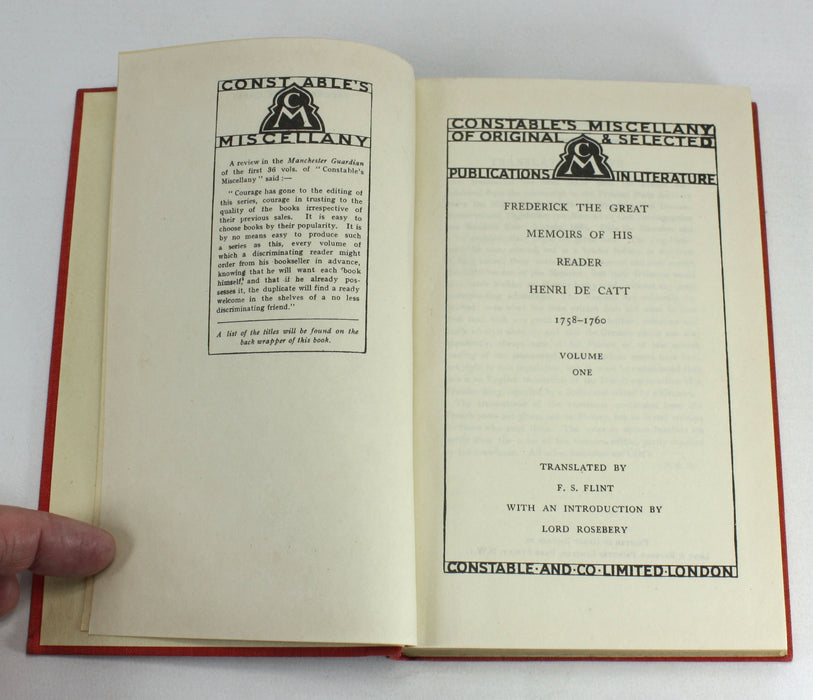 CONSTABLE'S
CM
MISCELLANY
A review in the Manchester Guardian
of the first 36 vols. of "Constable's
Miscellany" said :—
"Courage has gone to the editing of
this series, courage in trusting to the
quality of the books irrespective of
their previous sales. It is easy to
choose books by their popularity. It is
by no means easy to produce such
a series as this, every volume of
which a discriminating reader might
order from his bookseller in advance,
knowing that he will want each book
himself, and that if he already pos-
sesses it, the duplicate will find a ready
welcome in the shelves of a no less
discriminating friend."
A list of the titles will be found on the
back wrapper of this book.
CONSTABLE'S MISCELLANY
OF ORIGINAL & SELECTED
CM
PUBLICATIONS IN LITERATURE
FREDERICK THE GREAT
MEMOIRS OF HIS
READER
HENRI DE CATT
1758–1760
VOLUME
ONE
TRANSLATED BY
F. S. FLINT
WITH AN INTRODUCTION BY
LORD ROSEBERY
CONSTABLE·AND·CO·LIMITED·LONDON